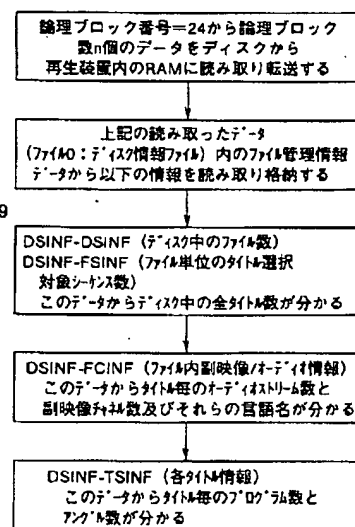 論理ブロック番号=24から論理ブロック
数n個のデータをディスクから
再生装置内のRAMに読み取り転送する
上記の読み取ったデータ
(ファイル0:ディスク情報ファイル)内のファイル管理情報
データから以下の情報を読み取り格納する
9
DSINF-DSINF (ディスク中のファイル数)
DSINF-FSINF (ファイル単位のタイトル選択
対象シーケンス数)
このデータからディスク中の全タイトル数が分かる
DSINF-FCINF (ファイル内副映像/オーディオ情報)
このデータからタイトル毎のオーディオストリーム数と
副映像チャネル数及びそれらの言語名が分かる
DSINF-TSINF (各タイトル情報)
このデータからタイトル毎のプログラム数と
アングル数が分かる